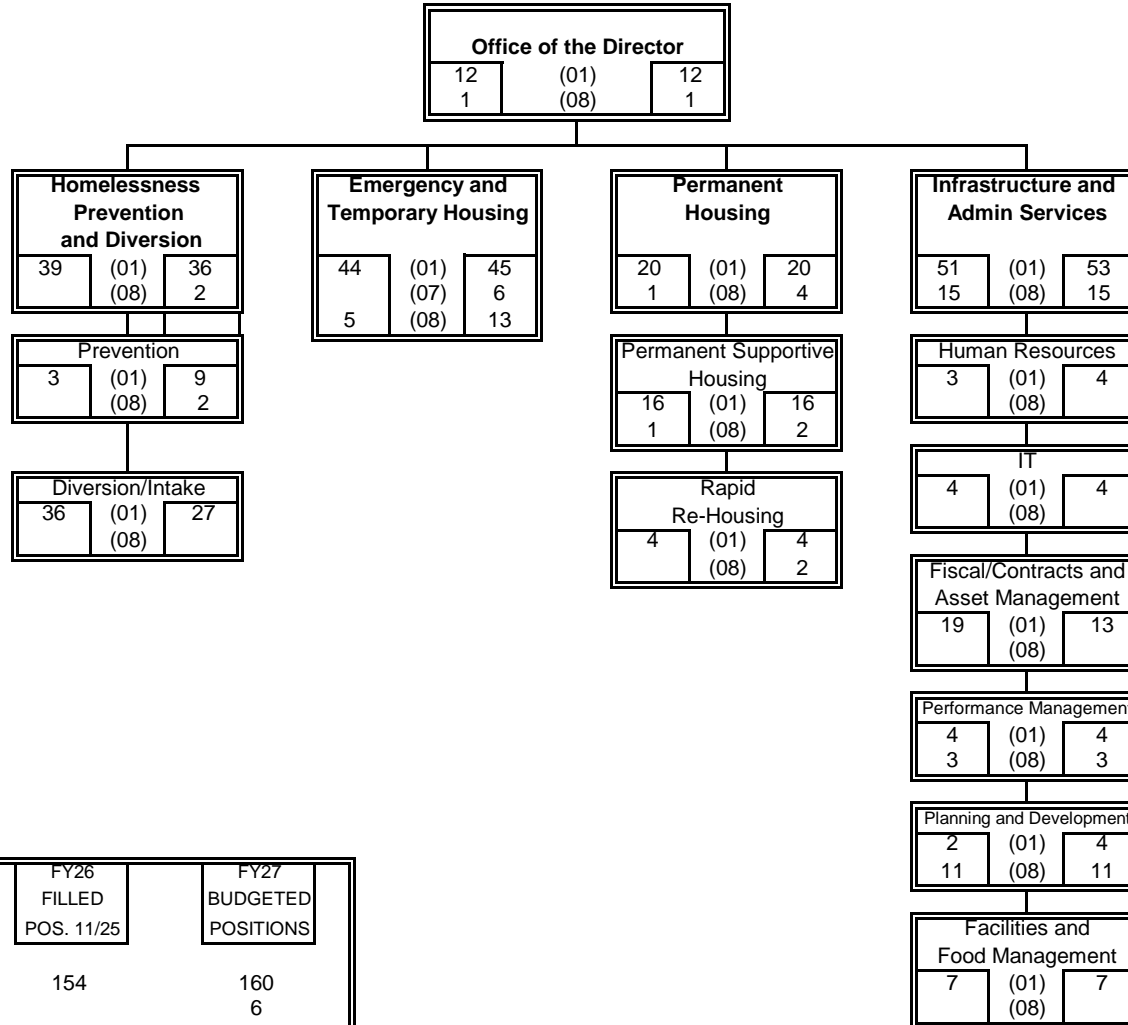 Office of the Director
12 (01) 12
1 (08) 1
Homelessness
Prevention
and Diversion
39 (01) 36
(08) 2
Prevention
3 (01) 9
(08) 2
Diversion/Intake
36 (01) 27
(08)
Emergency and
Temporary Housing
44 (01) 45
(07) 6
5 (08) 13
Permanent
Housing
20 (01) 20
1 (08) 4
Permanent Supportive
Housing
16 (01) 16
1 (08) 2
Rapid
Re-Housing
4 (01) 4
(08) 2
Infrastructure and
Admin Services
51 (01) 53
15 (08) 15
Human Resources
3 (01) 4
(08)
IT
4 (01) 4
(08)
Fiscal/Contracts and
Asset Management
19 (01) 13
(08)
Performance Management
4 (01) 4
3 (08) 3
Planning and Development
2 (01) 4
11 (08) 11
Facilities and
Food Management
7 (01) 7
(08)
FY26 FY27
FILLED BUDGETED
POS. 11/25 POSITIONS
154 160
6